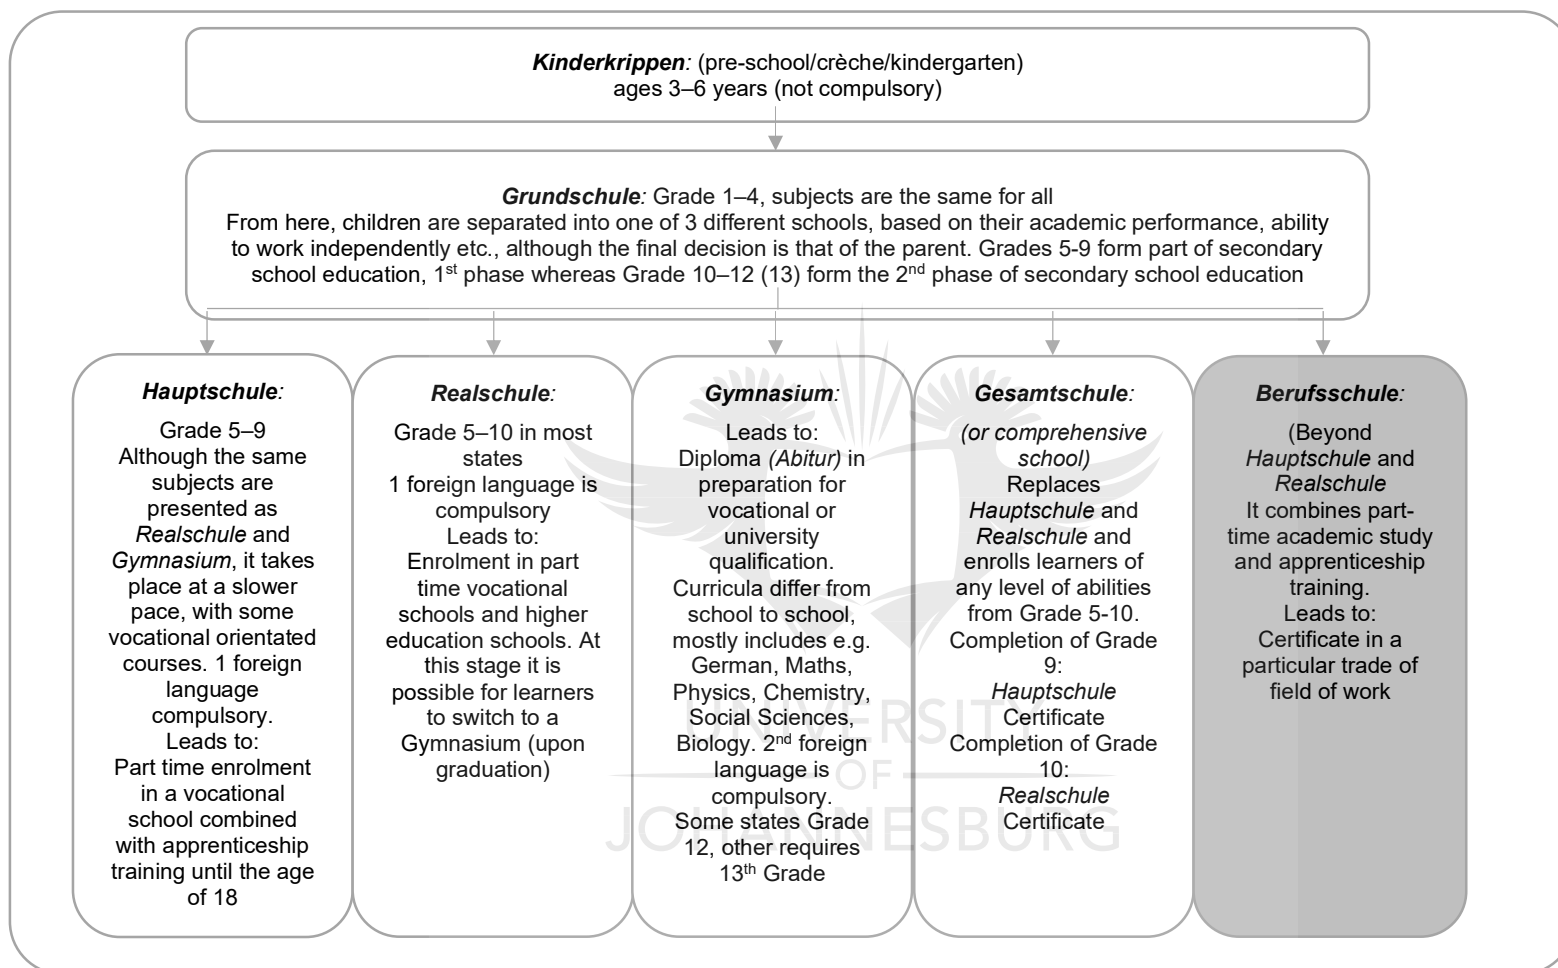 Kinderkrippen: (pre-school/crèche/kindergarten)
ages 3–6 years (not compulsory)
Grundschule: Grade 1–4, subjects are the same for all
From here, children are separated into one of 3 different schools, based on their academic performance, ability
to work independently etc., although the final decision is that of the parent. Grades 5-9 form part of secondary
school education, 1st phase whereas Grade 10–12 (13) form the 2nd phase of secondary school education
Hauptschule:
Grade 5–9
Although the same
subjects are
presented as
Realschule and
Gymnasium, it takes
place at a slower
pace, with some
vocational orientated
courses. 1 foreign
language
compulsory.
Leads to:
Part time enrolment
in a vocational
school combined
with apprenticeship
training until the age
of 18
Realschule:
Grade 5–10 in most
states
1 foreign language is
compulsory
Leads to:
Enrolment in part
time vocational
schools and higher
education schools. At
this stage it is
possible for learners
to switch to a
Gymnasium (upon
graduation)
Gymnasium:
Leads to:
Diploma (Abitur) in
preparation for
vocational or
university
qualification.
Curricula differ from
school to school,
mostly includes e.g.
German, Maths,
Physics, Chemistry,
Social Sciences,
Biology. 2nd foreign
language is
compulsory.
Some states Grade
12, other requires
13th Grade
Gesamtschule:
(or comprehensive
school)
Replaces
Hauptschule and
Realschule and
enrolls learners of
any level of abilities
from Grade 5-10.
Completion of Grade
9:
Hauptschule
Certificate
Completion of Grade
10:
Realschule
Certificate
Berufsschule:
(Beyond
Hauptschule and
Realschule
It combines part-
time academic study
and apprenticeship
training.
Leads to:
Certificate in a
particular trade of
field of work
UNIVERSITY
OF
JOHANNESBURG